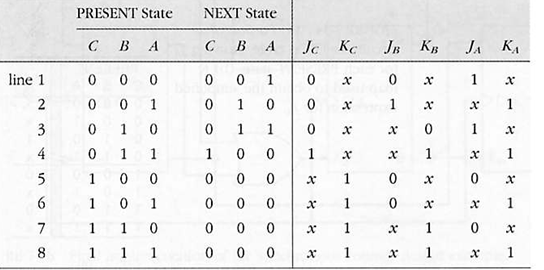 PRESENT State NEXT State
C B A C B A J_C K_C J_B K_B J_A K_A
line 1 0 0 0 0 0 1 0 x 0 x 1 x
2 0 0 1 0 1 0 0 x 1 x x 1
3 0 1 0 0 1 1 0 x x 0 1 x
4 0 1 1 1 0 0 1 x x 1 x 1
5 1 0 0 0 0 0 x 1 0 x 0 x
6 1 0 1 0 0 0 x 1 0 x x 1
7 1 1 0 0 0 0 x 1 x 1 0 x
8 1 1 1 0 0 0 x 1 x 1 x 1